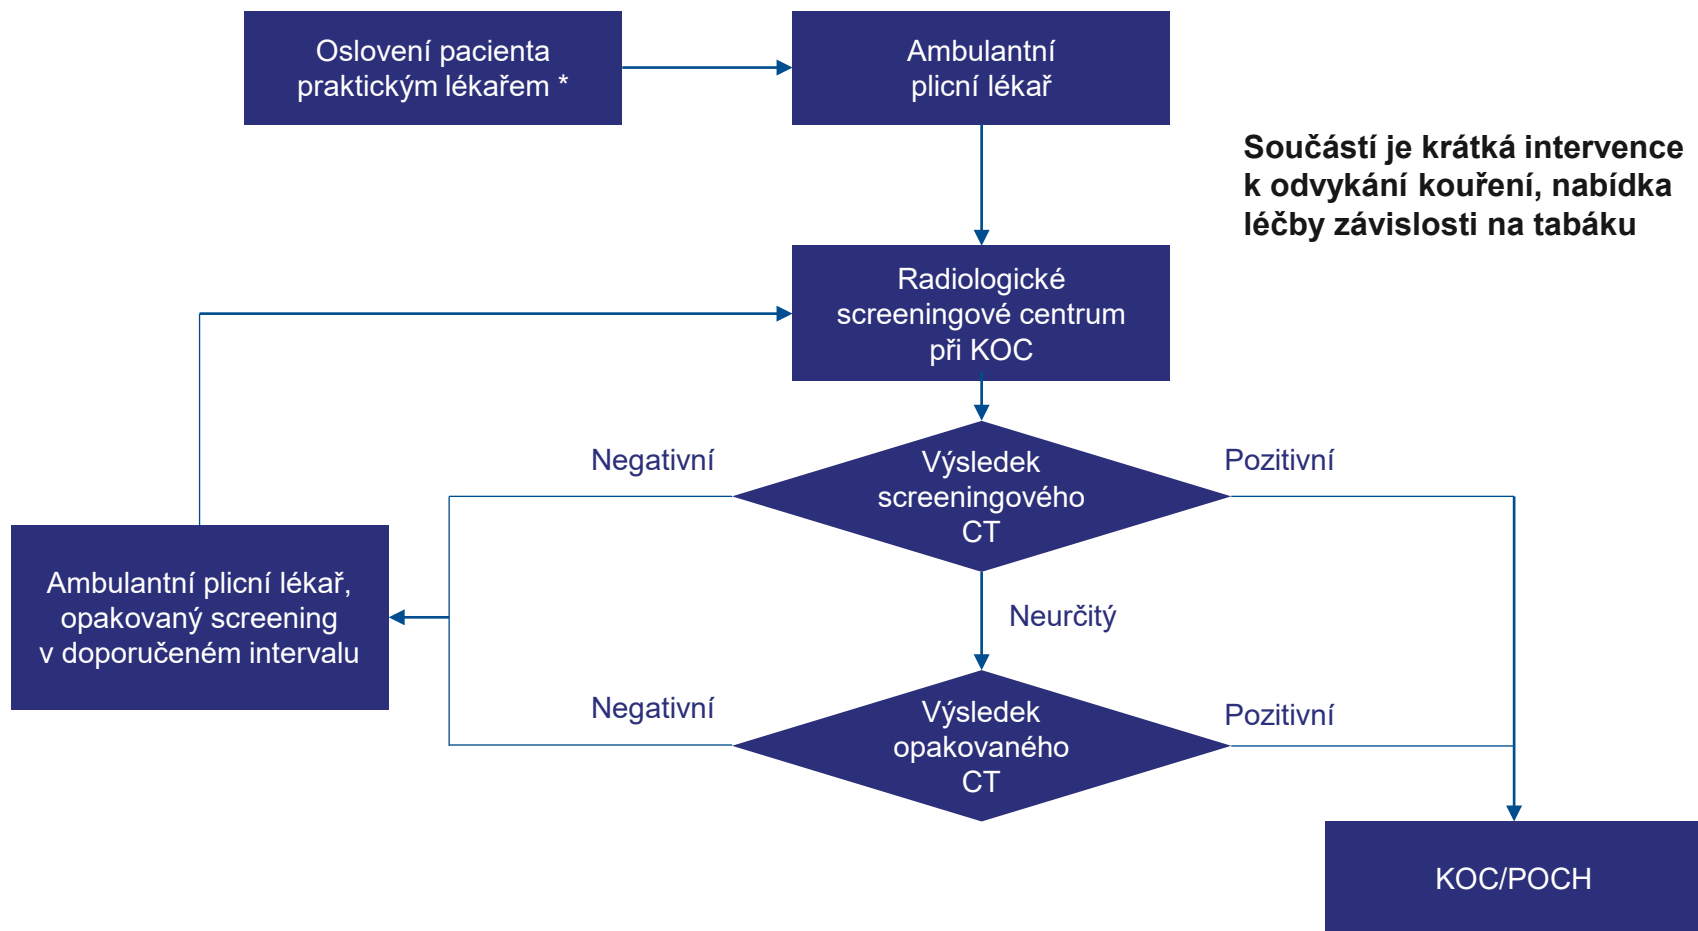 Oslovení pacienta
praktickým lékařem *
Ambulantní
plicní lékař
Součástí je krátká intervence
k odvykání kouření, nabídka
léčby závislosti na tabáku
Radiologické
screeningové centrum
při KOC
Negativní
Výsledek
screeningového
CT
Pozitivní
Ambulantní plicní lékař,
opakovaný screening
v doporučeném intervalu
Neurčitý
Negativní
Výsledek
opakovaného
CT
Pozitivní
KOC/POCH